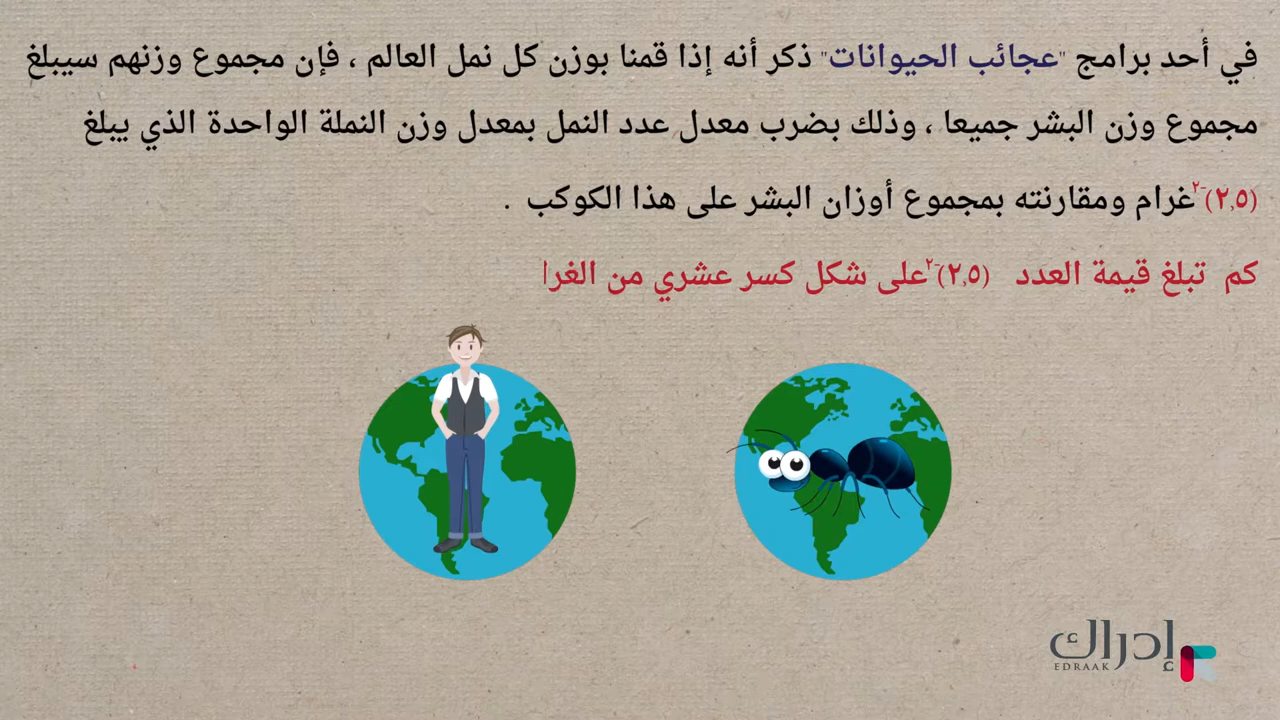 في أحد برامج "عجائب الحيوانات" ذكر أنه إذا قمنا بوزن كل نمل العالم ، فإن مجموع وزنهم سيبلغ
مجموع وزن البشر جميعا ، وذلك بضرب معدل عدد النمل بمعدل وزن النملة الواحدة الذي يبلغ
(٢,٥)⁻² غرام ومقارنته بمجموع أوزان البشر على هذا الكوكب .
كم تبلغ قيمة العدد (٢,٥)⁻² على شكل كسر عشري من الغرا
إدراك
EDRAAK